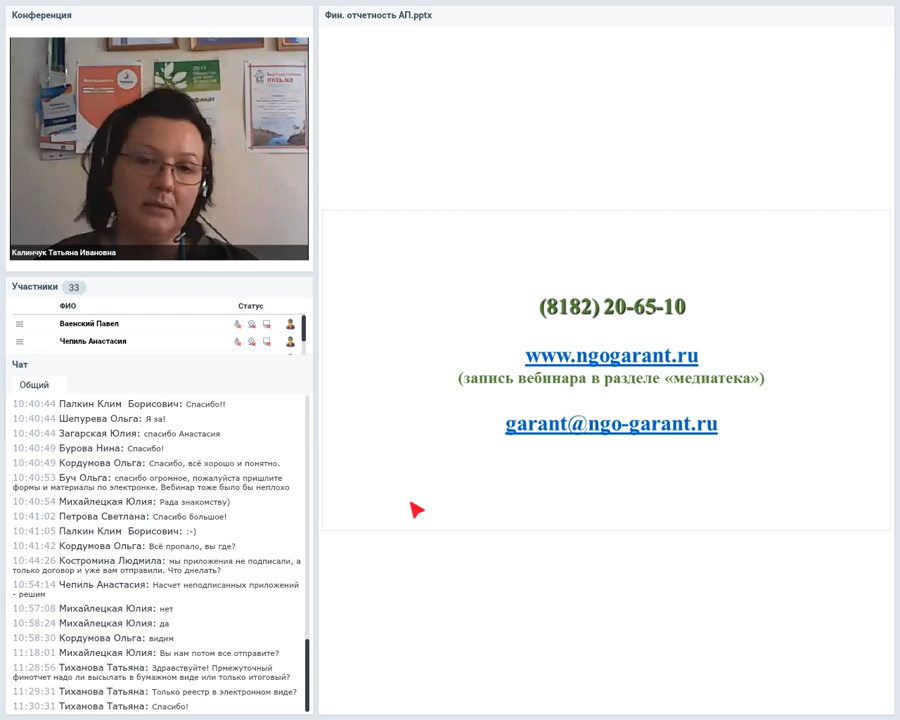 Конференция
письмо
Калинчук Татьяна Ивановна
Участники 33
ФИО Статус
Ваенский Павел
Чепиль Анастасия
Чат
Общий
10:40:44 Палкин Клим Борисович: Спасибо!!
10:40:44 Шепурева Ольга: Я за!
10:40:44 Загарская Юлия: спасибо Анастасия
10:40:49 Бурова Нина: Спасибо!
10:40:49 Кордумова Ольга: Спасибо, всё хорошо и понятно.
10:40:53 Буч Ольга: спасибо огромное, пожалуйста пришлите
формы и материалы по электронке. Вебинар тоже было бы неплохо
10:40:54 Михайлецкая Юлия: Рада знакомству)
10:41:02 Петрова Светлана: Спасибо большое!
10:41:05 Палкин Клим Борисович: :-)
10:41:42 Кордумова Ольга: Всё пропало, вы где?
10:44:26 Костромина Людмила: мы приложения не подписали, а
только договор и уже вам отправили. Что днелать?
10:54:14 Чепиль Анастасия: Насчет неподписанных приложений
- решим
10:57:08 Михайлецкая Юлия: нет
10:58:24 Михайлецкая Юлия: да
10:58:30 Кордумова Ольга: видим
11:18:01 Михайлецкая Юлия: Вы нам потом все отправите?
11:28:56 Тиханова Татьяна: Здравствуйте! Прмежуточный
финотчет надо ли высылать в бумажном виде или только итоговый?
11:29:31 Тиханова Татьяна: Только реестр в электронном виде?
11:30:31 Тиханова Татьяна: Спасибо!
Фин. отчетность АП.pptx
(8182) 20-65-10
www.ngogarant.ru
(запись вебинара в разделе «медиатека»)
garant@ngo-garant.ru